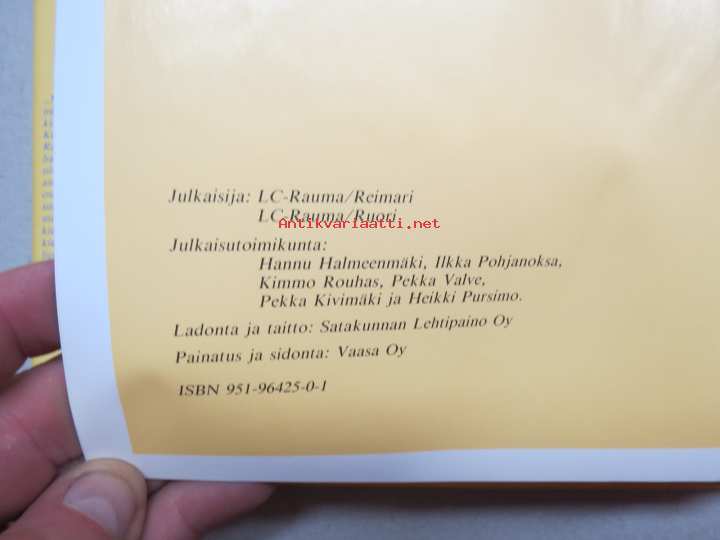 Julkaisija: LC-Rauma/Reimari
LC-Rauma/Ruori
Antikvariaatti.net
Julkaisutoimikunta:
Hannu Halmeenmäki, Ilkka Pohjanoksa,
Kimmo Rouhas, Pekka Valve,
Pekka Kivimäki ja Heikki Pursimo.
Ladonta ja taitto: Satakunnan Lehtipaino Oy
Painatus ja sidonta: Vaasa Oy
ISBN 951-96425-0-1